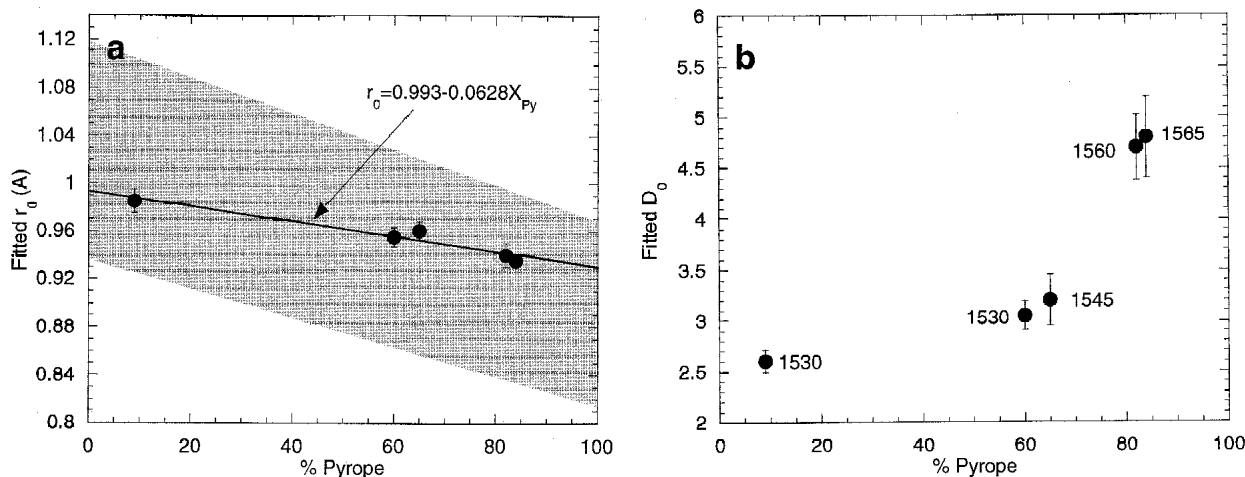 a
r₀=0.993-0.0628X_Py
Fitted r₀ (A)
1.12
1.08
1.04
1
0.96
0.92
0.88
0.84
0.8
0 20 40 60 80 100
% Pyrope
b
Fitted D₀
6
5.5
5
4.5
4
3.5
3
2.5
2
1560
1565
1530
1545
1530
0 20 40 60 80 100
% Pyrope